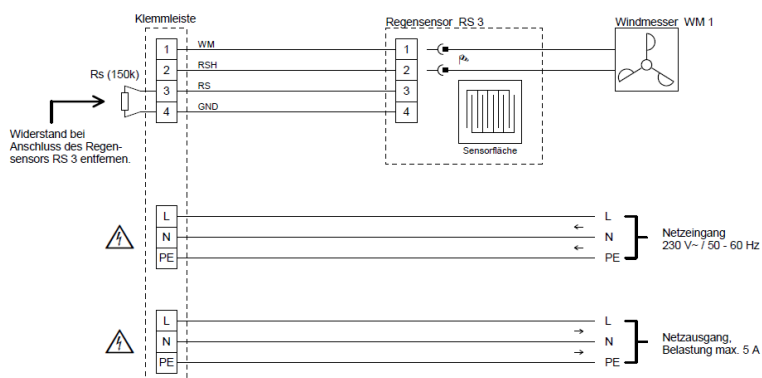 Klemmleiste
Regensensor RS 3
Windmesser WM 1
1 WM 1
2 RSH 2
Rs (150k)
3 RS 3
4 GND 4
Widerstand bei
Anschluss des Regen-
sensors RS 3 entfernen.
Sensorfläche
L L
N N
PE PE
Netzeingang
230 V~ / 50 - 60 Hz
L L
N N
PE PE
Netzausgang,
Belastung max. 5 A